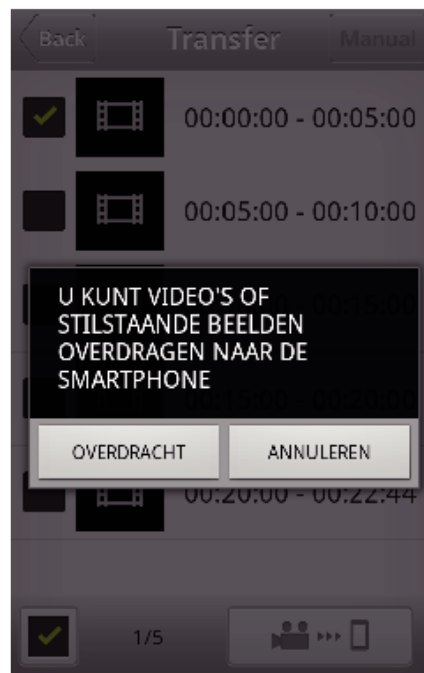 Back Transfer Manual
00:00:00 - 00:05:00
00:05:00 - 00:10:00
U KUNT VIDEO'S OF
STILSTAANDE BEELDEN
OVERDRAGEN NAAR DE
SMARTPHONE
OVERDRACHT ANNULEREN
00:20:00 - 00:22:44
1/5